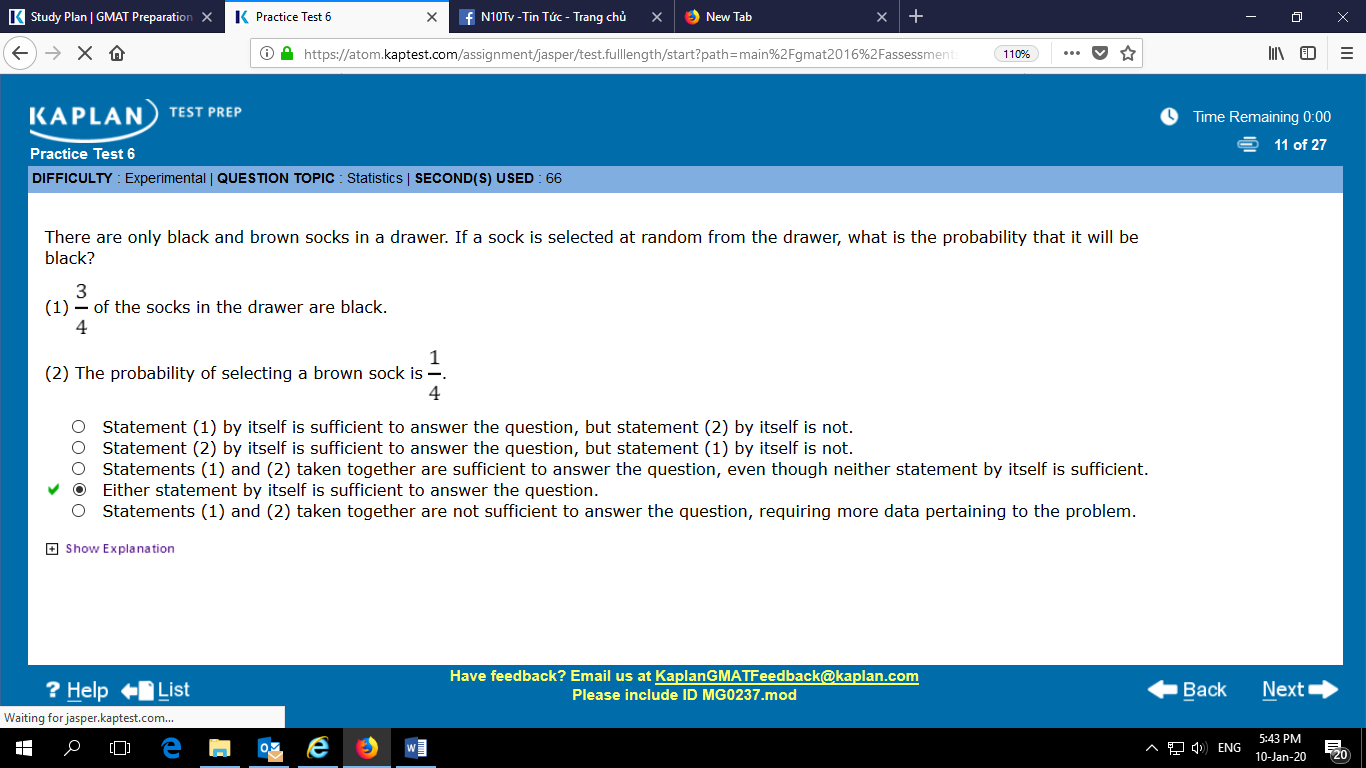 Study Plan | GMAT Preparation
Practice Test 6
N10Tv -Tin Tức - Trang chủ
New Tab
https://atom.kaptest.com/assignment/jasper/test.fulllength/start?path=main%2Fgmat2016%2Fassessment
110%
KAPLAN TEST PREP
Time Remaining 0:00
Practice Test 6
11 of 27
DIFFICULTY : Experimental | QUESTION TOPIC : Statistics | SECOND(S) USED : 66
There are only black and brown socks in a drawer. If a sock is selected at random from the drawer, what is the probability that it will be
black?
(1) 3/4 of the socks in the drawer are black.
(2) The probability of selecting a brown sock is 1/4.
Statement (1) by itself is sufficient to answer the question, but statement (2) by itself is not.
Statement (2) by itself is sufficient to answer the question, but statement (1) by itself is not.
Statements (1) and (2) taken together are sufficient to answer the question, even though neither statement by itself is sufficient.
Either statement by itself is sufficient to answer the question.
Statements (1) and (2) taken together are not sufficient to answer the question, requiring more data pertaining to the problem.
Show Explanation
Have feedback? Email us at KaplanGMATFeedback@kaplan.com
Please include ID MG0237.mod
? Help List
Back Next
Waiting for jasper.kaptest.com...
ENG
5:43 PM
10-Jan-20
20